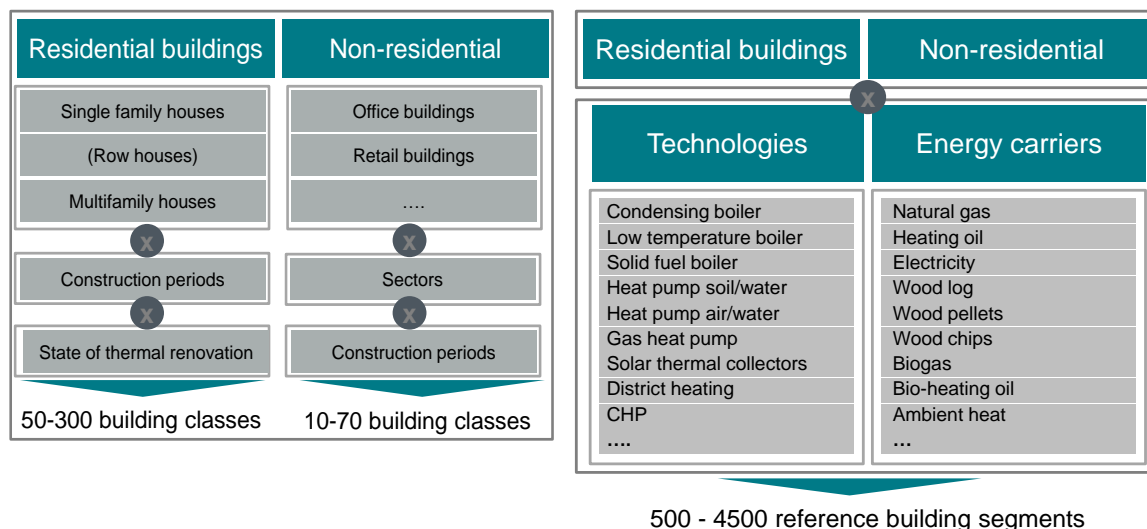 Residential buildings
Non-residential
Single family houses
(Row houses)
Multifamily houses
x
Construction periods
x
State of thermal renovation
50-300 building classes
Office buildings
Retail buildings
....
x
Sectors
x
Construction periods
10-70 building classes
Residential buildings
Non-residential
x
Technologies
Condensing boiler
Low temperature boiler
Solid fuel boiler
Heat pump soil/water
Heat pump air/water
Gas heat pump
Solar thermal collectors
District heating
CHP
....
Energy carriers
Natural gas
Heating oil
Electricity
Wood log
Wood pellets
Wood chips
Biogas
Bio-heating oil
Ambient heat
...
500 - 4500 reference building segments